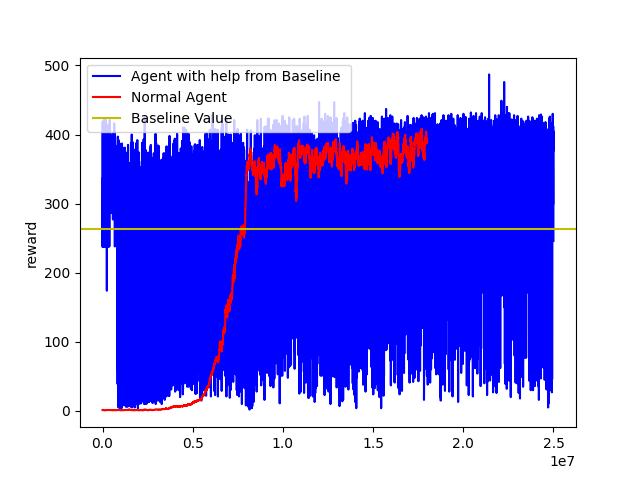 500
400
300
200
100
0
reward
Agent with help from Baseline
Normal Agent
Baseline Value
0.0 0.5 1.0 1.5 2.0 2.5
1e7